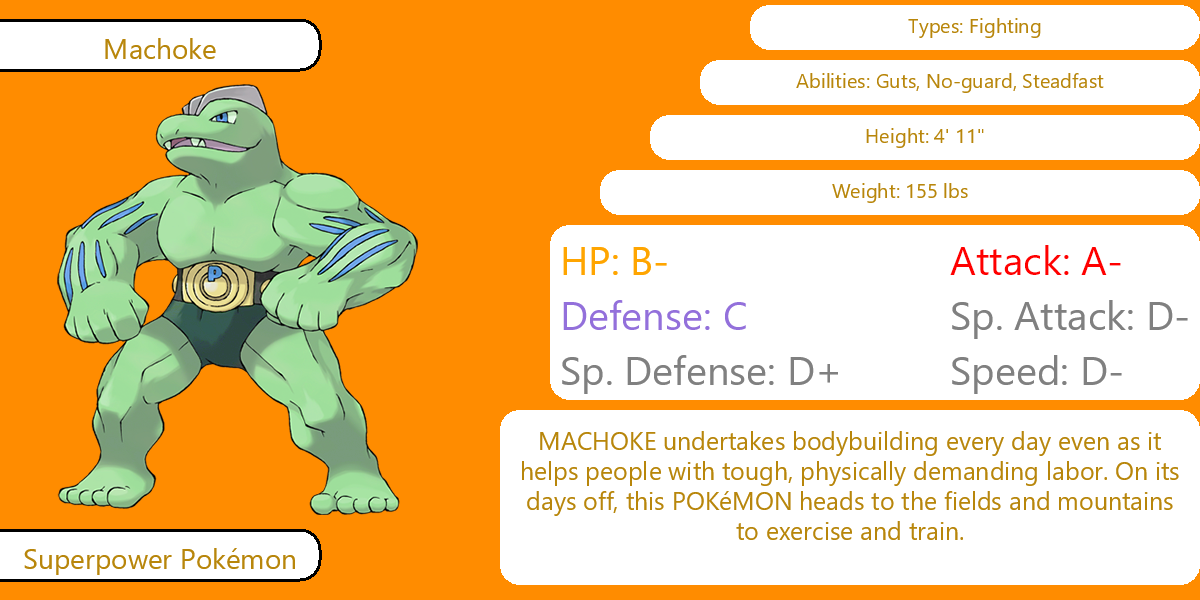 Machoke
Types: Fighting
Abilities: Guts, No-guard, Steadfast
Height: 4' 11"
Weight: 155 lbs
P
HP: B-
Attack: A-
Defense: C
Sp. Attack: D-
Sp. Defense: D+
Speed: D-
MACHOKE undertakes bodybuilding every day even as it
helps people with tough, physically demanding labor. On its
days off, this POKéMON heads to the fields and mountains
to exercise and train.
Superpower Pokémon